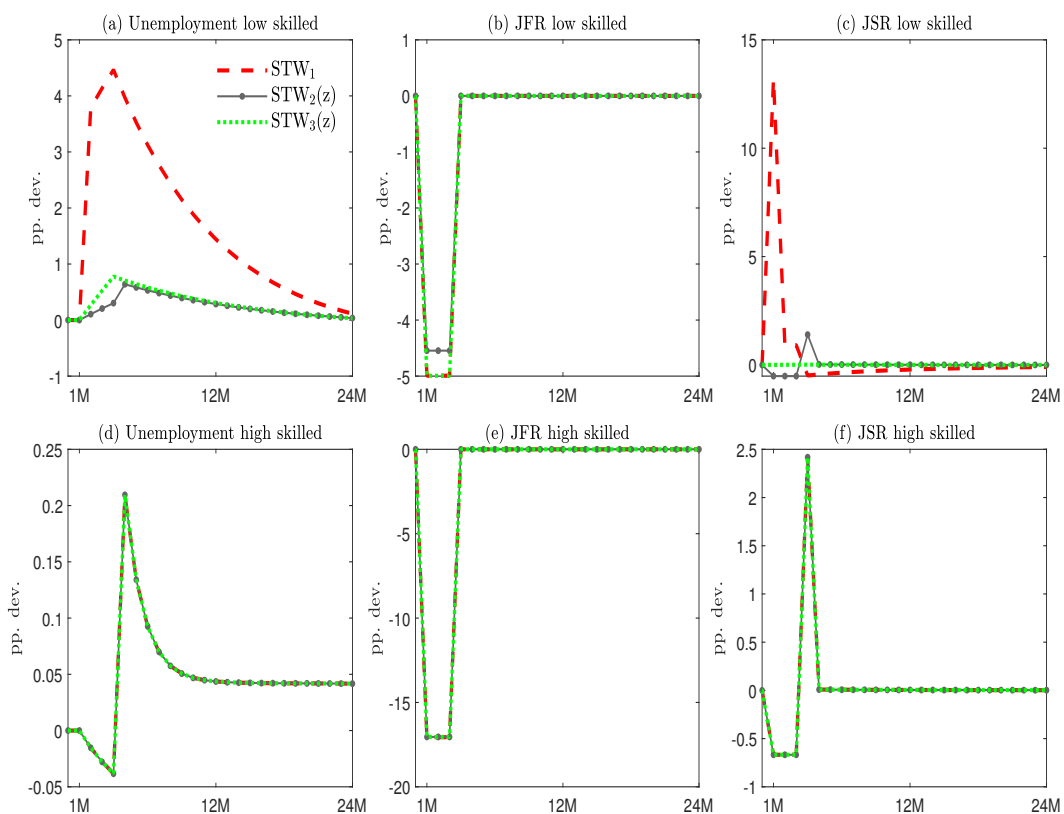 (a) Unemployment low skilled
(b) JFR low skilled
(c) JSR low skilled
pp. dev.
5
4
3
2
1
0
-1
STW1
STW2(z)
STW3(z)
1M
12M
24M
1
0
-1
-2
-3
-4
-5
1M
12M
24M
15
10
5
0
1M
12M
24M
(d) Unemployment high skilled
(e) JFR high skilled
(f) JSR high skilled
pp. dev.
0.25
0.2
0.15
0.1
0.05
0
-0.05
1M
12M
24M
pp. dev.
0
-5
-10
-15
-20
1M
12M
24M
pp. dev.
2.5
2
1.5
1
0.5
0
-0.5
-1
1M
12M
24M
pp. dev.
pp. dev.